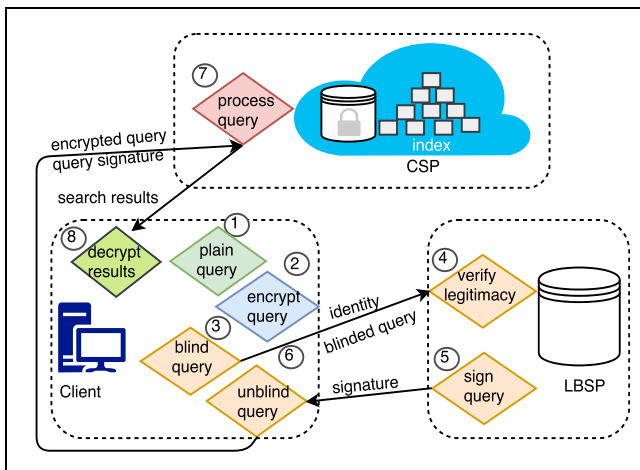 7
process
query
encrypted query
query signature
index
CSP
search results
8
decrypt
results
1
plain
query
2
encrypt
query
3
blind
query
Client
6
unblind
query
identity
blinded query
signature
4
verify
legitimacy
5
sign
query
LBSP